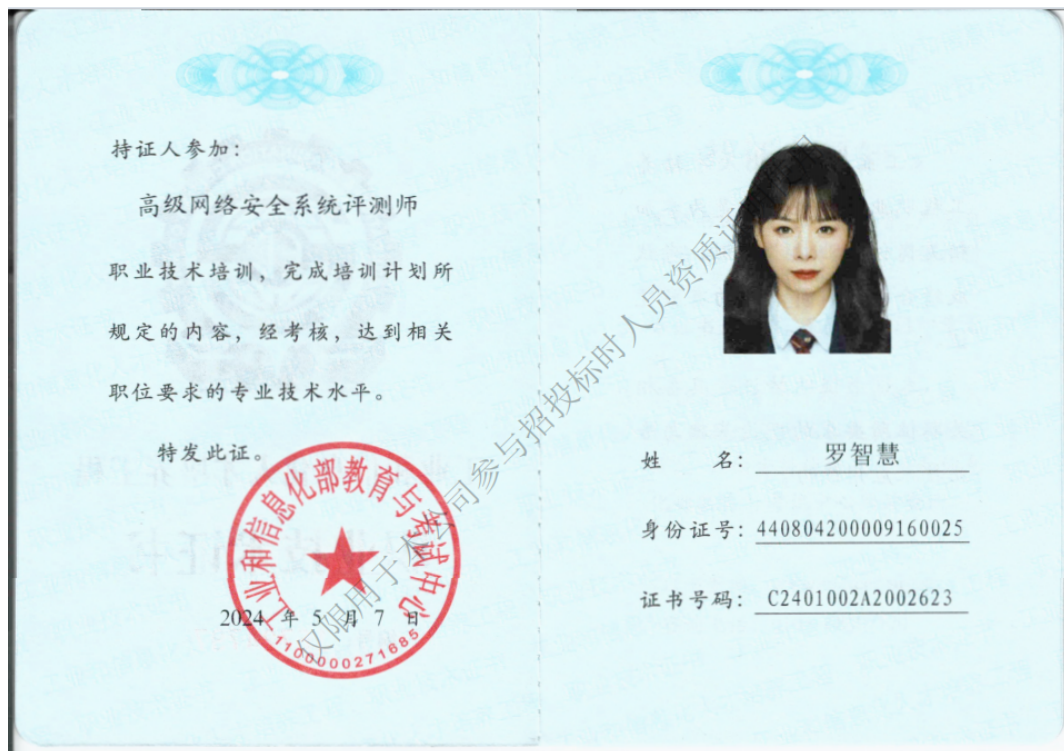 持证人参加：
高级网络安全系统评测师
职业技术培训，完成培训计划所
规定的内容，经考核，达到相关
职位要求的专业技术水平。
特发此证。
工业和信息化部教育与考试中心
2024 年 5 月 7 日
1100000271685
姓 名：罗智慧
身份证号：440804200009160025
证书号码：C2401002A2002623
仅限用于本公司参与招投标时人员资质证